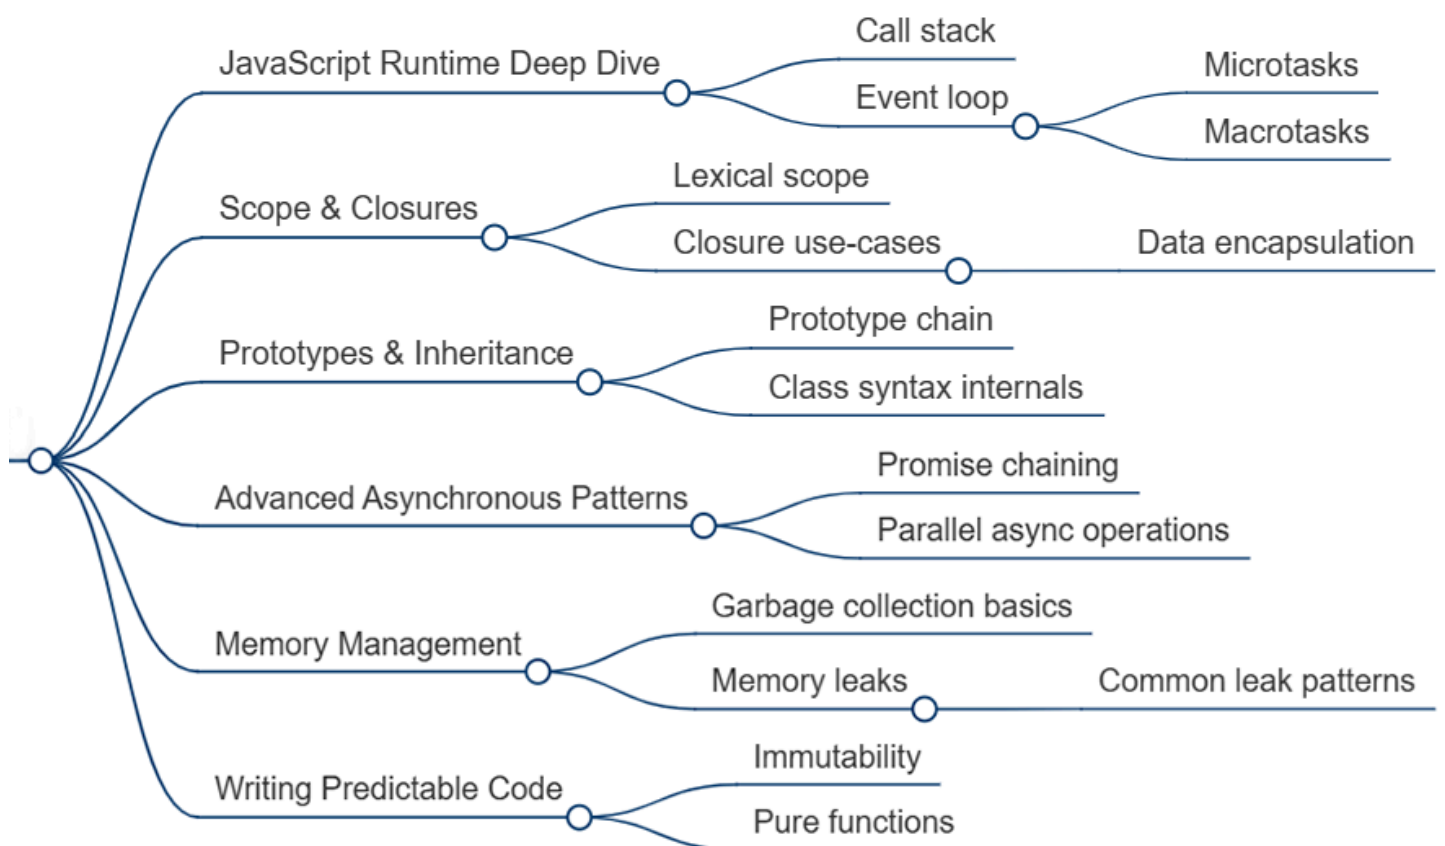 JavaScript Runtime Deep Dive
Call stack
Event loop
Microtasks
Macrotasks
Scope & Closures
Lexical scope
Closure use-cases
Data encapsulation
Prototypes & Inheritance
Prototype chain
Class syntax internals
Advanced Asynchronous Patterns
Promise chaining
Parallel async operations
Memory Management
Garbage collection basics
Memory leaks
Common leak patterns
Writing Predictable Code
Immutability
Pure functions